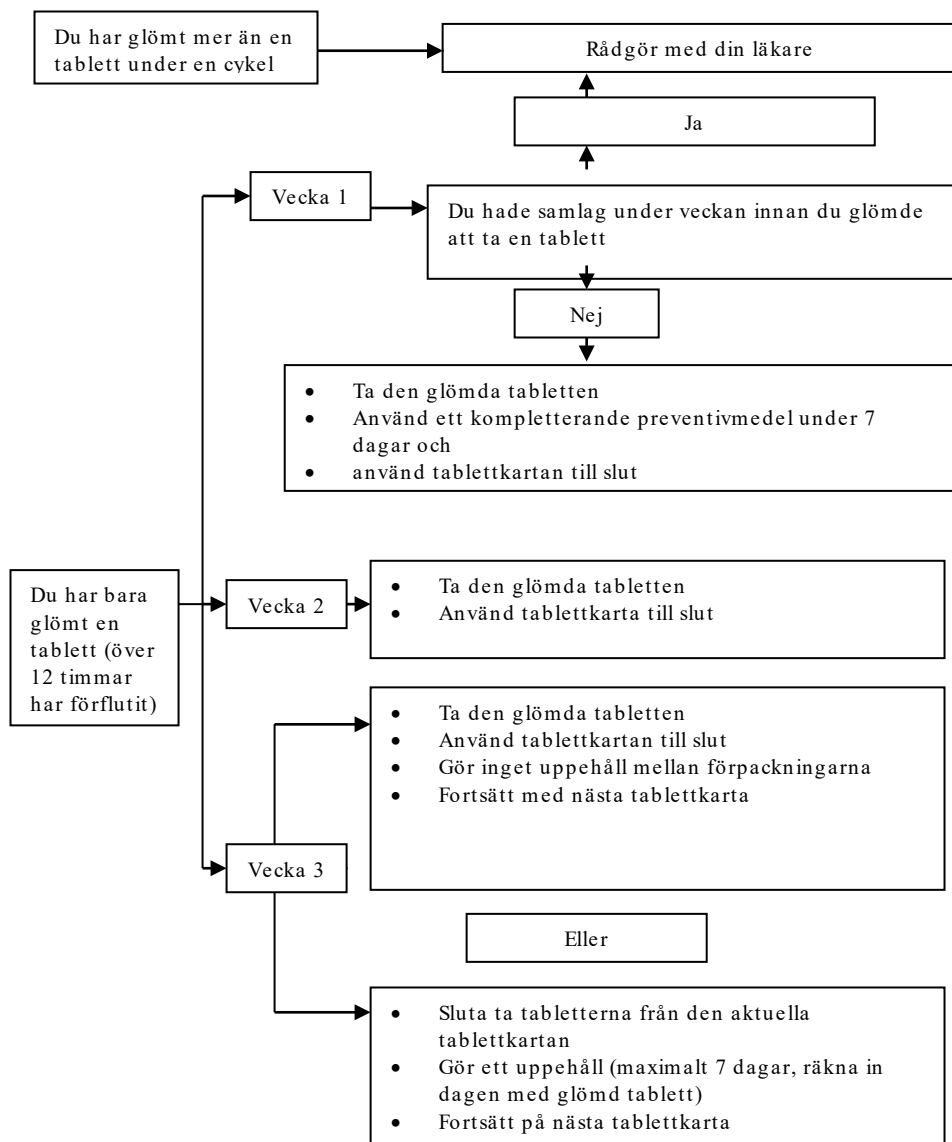 Du har glömt mer än en
tablett under en cykel
Rådgör med din läkare
Ja
Vecka 1
Du hade samlag under veckan innan du glömde
att ta en tablett
Nej
• Ta den glömda tabletten
• Använd ett kompletterande preventivmedel under 7
dagar och
• använd tablettkartan till slut
Du har bara
glömt en
tablett (över
12 timmar
har förflutit)
Vecka 2
• Ta den glömda tabletten
• Använd tablettkarta till slut
• Ta den glömda tabletten
• Använd tablettkartan till slut
• Gör inget uppehåll mellan förpackningarna
• Fortsätt med nästa tablettkarta
Vecka 3
Eller
• Sluta ta tabletterna från den aktuella
tablettkartan
• Gör ett uppehåll (maximalt 7 dagar, räkna in
dagen med glömd tablett)
• Fortsätt på nästa tablettkarta